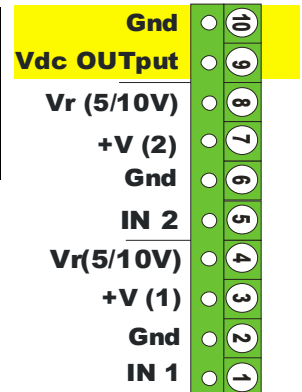 Gnd 10
Vdc OUTput 9
Vr (5/10V) 8
+V (2) 7
Gnd 6
IN 2 5
Vr(5/10V) 4
+V (1) 3
Gnd 2
IN 1 1